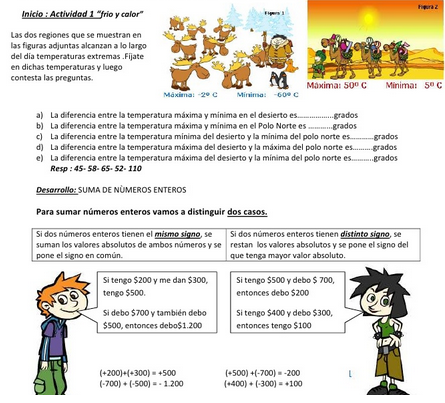 Inicio : Actividad 1 "frio y calor"
Figura 1
Figura 2
Las dos regiones que se muestran en
las figuras adjuntas alcanzan a lo largo
del día temperaturas extremas .Fíjate
en dichas temperaturas y luego
contesta las preguntas.
Máxima: -2º C Mínima: -60º C
Máxima: 50º C Mínima: 5º C
a) La diferencia entre la temperatura máxima y mínima en el desierto es..................grados
b) La diferencia entre la temperatura máxima y mínima en el Polo Norte es ..............grados
c) La diferencia entre la temperatura mínima del desierto y la mínima del polo norte es............grados
d) La diferencia entre la temperatura máxima del desierto y la máxima del polo norte es..........grados
e) La diferencia entre la temperatura máxima del desierto y la mínima del polo norte es..........grados
Resp : 45- 58- 65- 52- 110
Desarrollo: SUMA DE NÙMEROS ENTEROS
Para sumar números enteros vamos a distinguir dos casos.
Si dos números enteros tienen el mismo signo, se
suman los valores absolutos de ambos números y se
pone el signo en común.
Si dos números enteros tienen distinto signo, se
restan los valores absolutos y se pone el signo del
que tenga mayor valor absoluto.
Si tengo $200 y me dan $300,
tengo $500.
Si debo $700 y también debo
$500, entonces debo$1.200
Si tengo $500 y debo $ 700,
entonces debo $200
Si tengo $400 y debo $300,
entonces tengo $100
(+200)+(+300) = +500
(-700) + (-500) = - 1.200
(+500) +(-700) = -200
(+400) + (-300) = +100